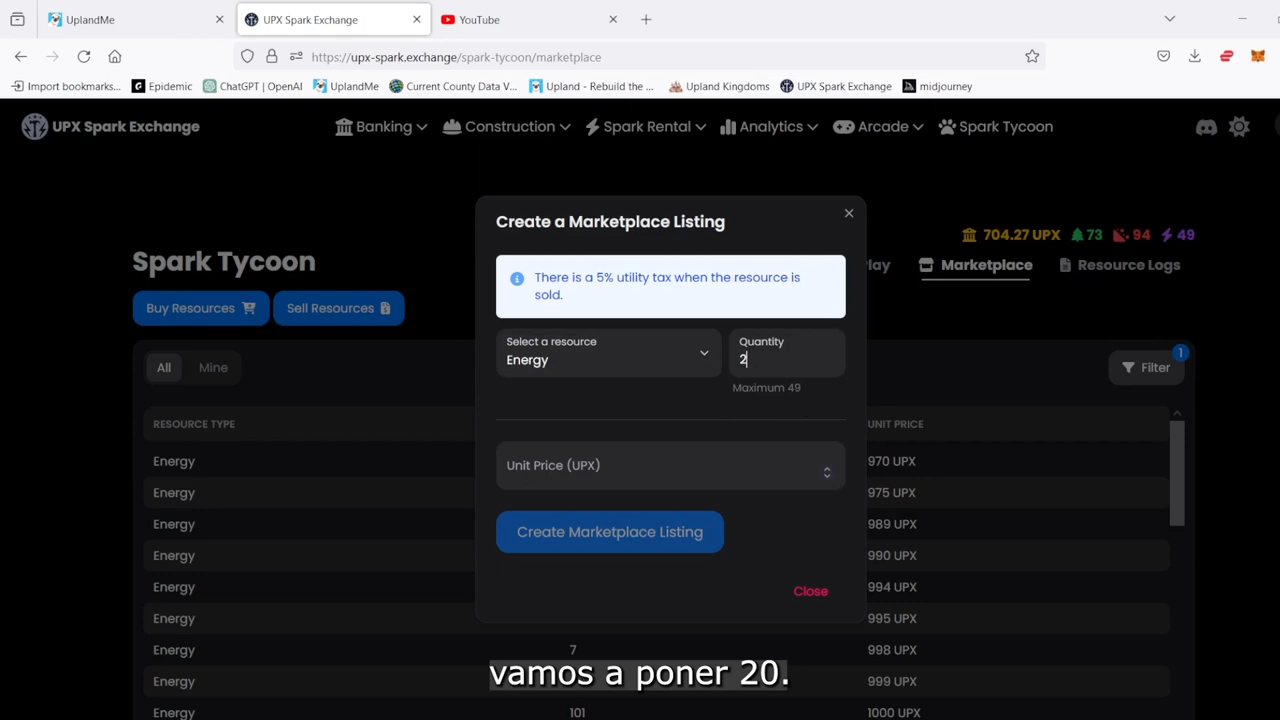 UplandMe
UPX Spark Exchange
YouTube
https://upx-spark.exchange/spark-tycoon/marketplace
Import bookmarks...
Epidemic
ChatGPT | OpenAI
UplandMe
Current County Data V...
Upland - Rebuild the ...
Upland Kingdoms
UPX Spark Exchange
midjourney
UPX Spark Exchange
Banking
Construction
Spark Rental
Analytics
Arcade
Spark Tycoon
Create a Marketplace Listing
704.27 UPX
73
94
49
There is a 5% utility tax when the resource is
sold.
Spark Tycoon
lay
Marketplace
Resource Logs
Buy Resources
Sell Resources
Select a resource
Energy
Quantity
2
Maximum 49
All
Mine
Filter
1
RESOURCE TYPE
UNIT PRICE
Energy
970 UPX
Energy
975 UPX
Energy
989 UPX
Energy
990 UPX
Energy
994 UPX
Energy
995 UPX
Energy
7
998 UPX
Energy
999 UPX
Energy
101
1000 UPX
Unit Price (UPX)
Create Marketplace Listing
Close
vamos a poner 20.